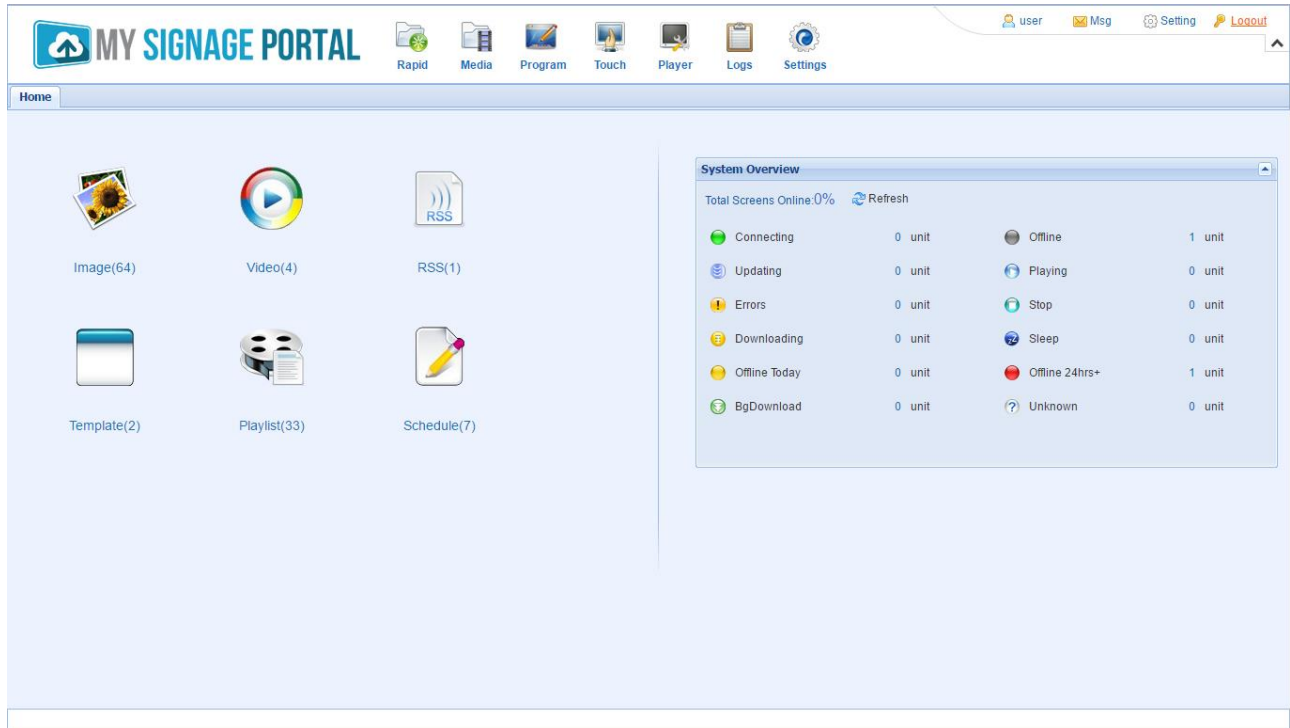 MY SIGNAGE PORTAL
Rapid Media Program Touch Player Logs Settings
user Msg Setting Logout
Home
Image(64) Video(4) RSS
RSS(1)
Template(2) Playlist(33) Schedule(7)
System Overview
Total Screens Online:0% Refresh
Connecting 0 unit Offline 1 unit
Updating 0 unit Playing 0 unit
Errors 0 unit Stop 0 unit
Downloading 0 unit Sleep 0 unit
Offline Today 0 unit Offline 24hrs+ 1 unit
BgDownload 0 unit Unknown 0 unit